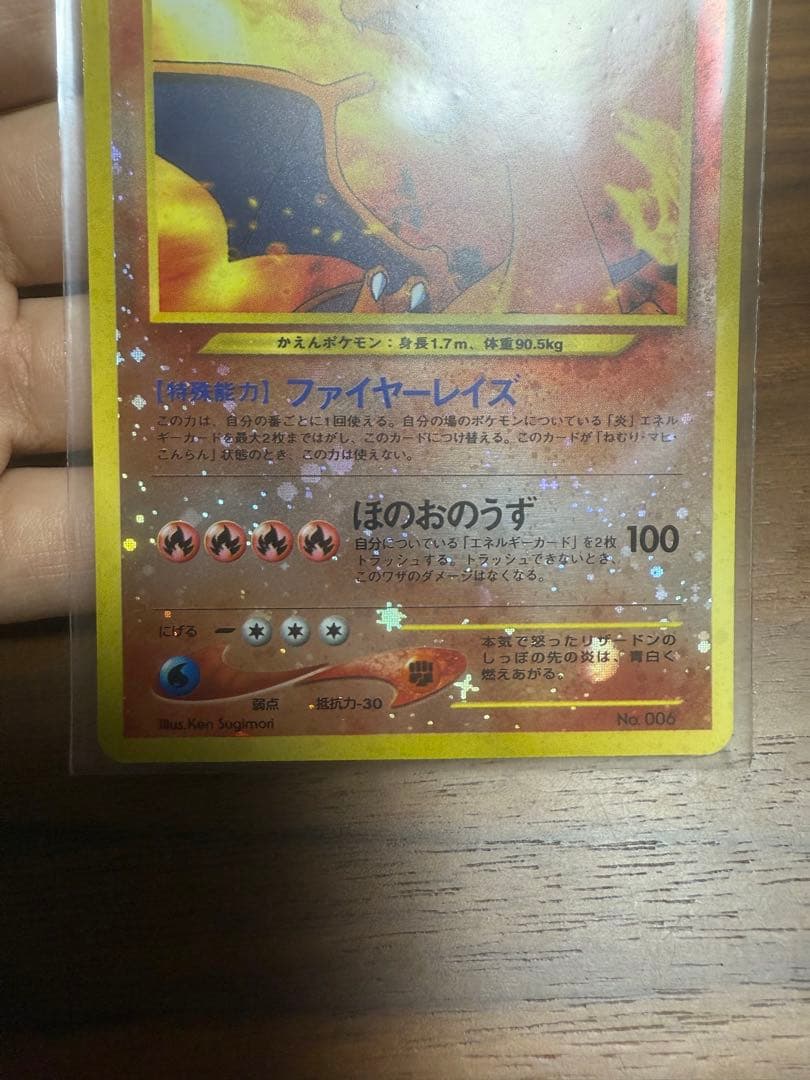 かえんポケモン：身長1.7m、体重90.5kg
［特殊能力］ファイヤーレイズ
この力は、自分の番ごとに1回使える。自分の場のポケモンについている「炎」エネル
ギーカードを最大2枚まではがし、このカードにつけ替える。このカードが「ねむり・マヒ・
こんらん」状態のとき、この力は使えない。
ほのおのうず
100
自分についている「エネルギーカード」を2枚
トラッシュする。トラッシュできないとき、
このワザのダメージはなくなる。
にげる
本気で怒ったリザードンの
しっぽの先の炎は、青白く
燃えあがる。
弱点
抵抗力-30
Illus. Ken Sugimori
No. 006